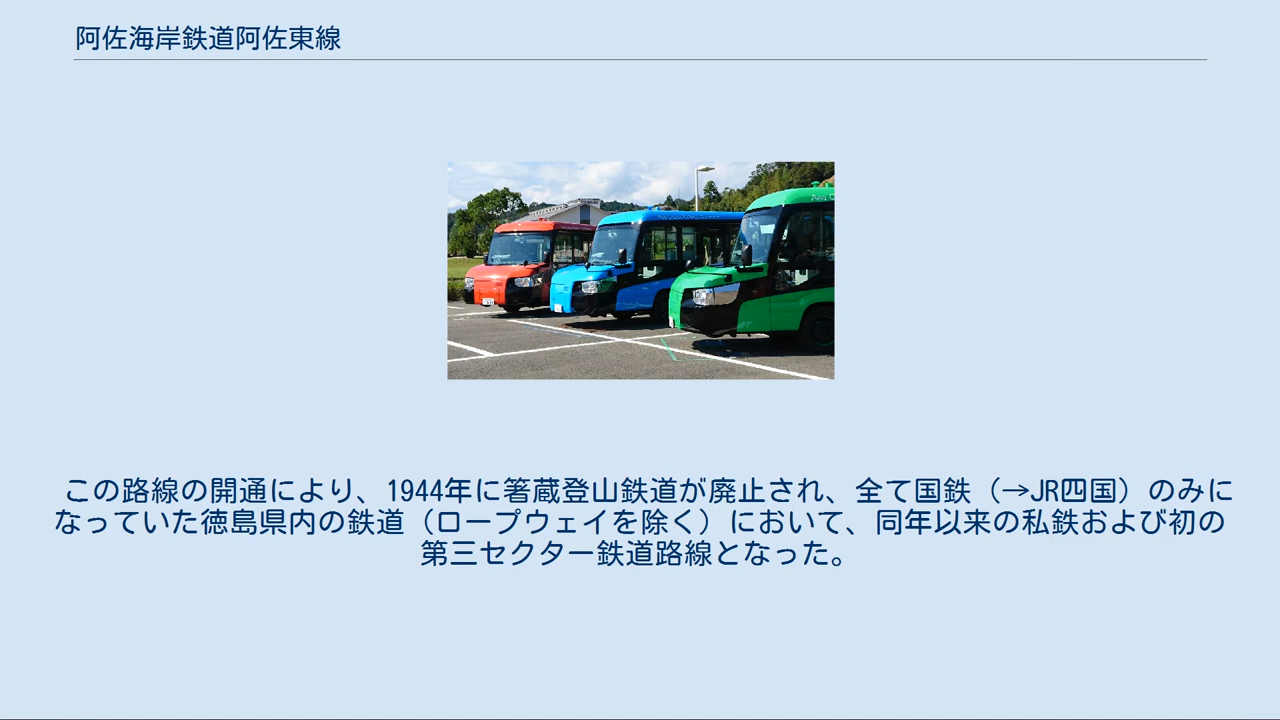 阿佐海岸鉄道阿佐東線
この路線の開通により、1944年に箸蔵登山鉄道が廃止され、全て国鉄（→JR四国）のみに
なっていた徳島県内の鉄道（ロープウェイを除く）において、同年以来の私鉄および初の
第三セクター鉄道路線となった。